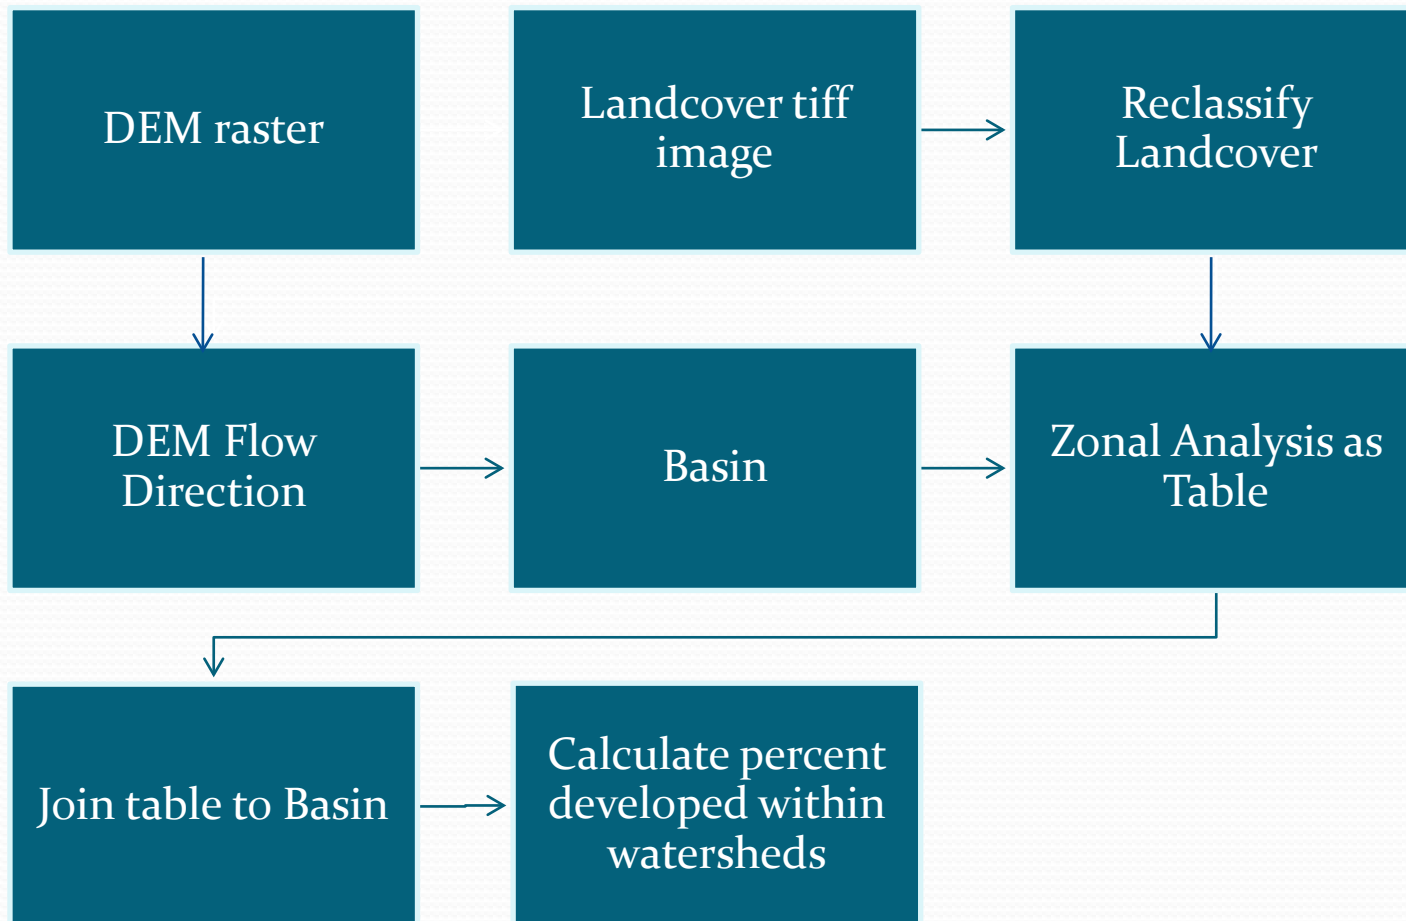 DEM raster
Landcover tiff
image
Reclassify
Landcover
DEM Flow
Direction
Basin
Zonal Analysis as
Table
Join table to Basin
Calculate percent
developed within
watersheds